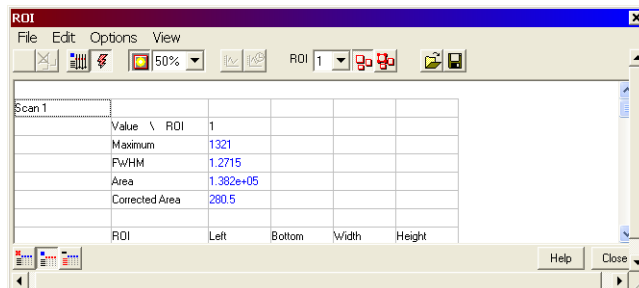 ROI
File Edit Options View
50% ROI 1
Scan 1
Value \ ROI 1
Maximum 1321
FWHM 1.2715
Area 1.382e+05
Corrected Area 280.5
ROI Left Bottom Width Height
Help Close